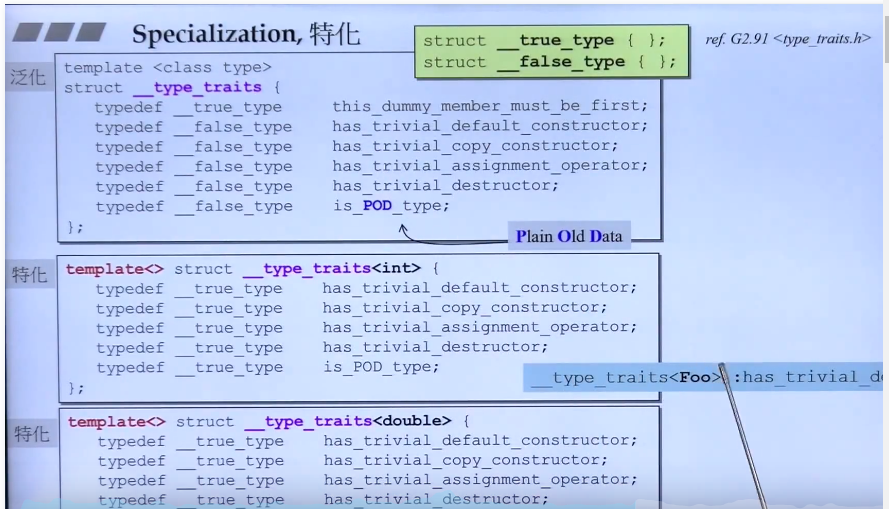 Specialization, 特化
struct __true_type { };
struct __false_type { };
ref. G2.91 <type_traits.h>
泛化
template <class type>
struct __type_traits {
typedef __true_type this_dummy_member_must_be_first;
typedef __false_type has_trivial_default_constructor;
typedef __false_type has_trivial_copy_constructor;
typedef __false_type has_trivial_assignment_operator;
typedef __false_type has_trivial_destructor;
typedef __false_type is_POD_type;
};
Plain Old Data
特化
template<> struct __type_traits<int> {
typedef __true_type has_trivial_default_constructor;
typedef __true_type has_trivial_copy_constructor;
typedef __true_type has_trivial_assignment_operator;
typedef __true_type has_trivial_destructor;
typedef __true_type is_POD_type;
};
__type_traits<Foo>::has_trivial_d
特化
template<> struct __type_traits<double> {
typedef __true_type has_trivial_default_constructor;
typedef __true_type has_trivial_copy_constructor;
typedef __true_type has_trivial_assignment_operator;
typedef __true_type has_trivial_destructor;